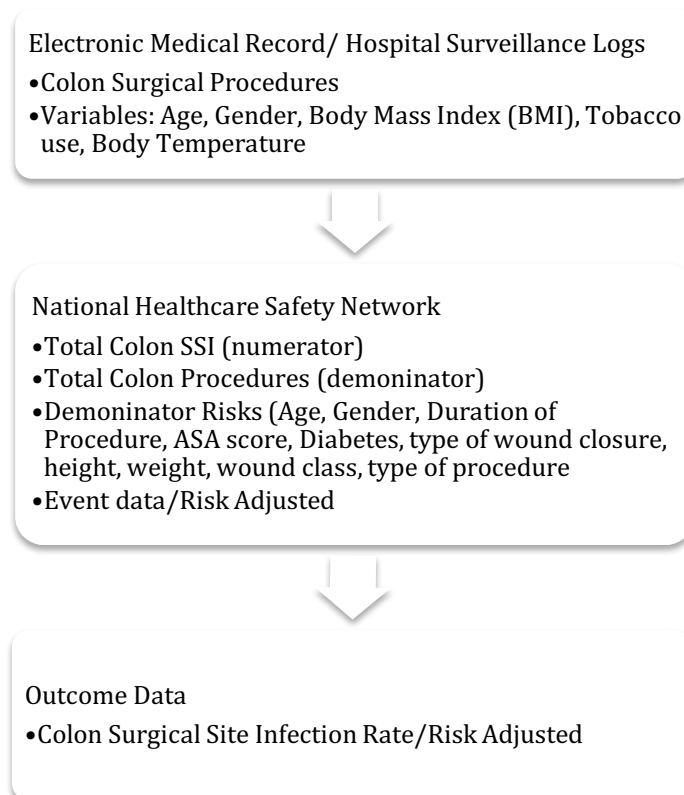 Electronic Medical Record/ Hospital Surveillance Logs
•Colon Surgical Procedures
•Variables: Age, Gender, Body Mass Index (BMI), Tobacco
use, Body Temperature
National Healthcare Safety Network
•Total Colon SSI (numerator)
•Total Colon Procedures (demoninator)
•Demoninator Risks (Age, Gender, Duration of
Procedure, ASA score, Diabetes, type of wound closure,
height, weight, wound class, type of procedure
•Event data/Risk Adjusted
Outcome Data
•Colon Surgical Site Infection Rate/Risk Adjusted